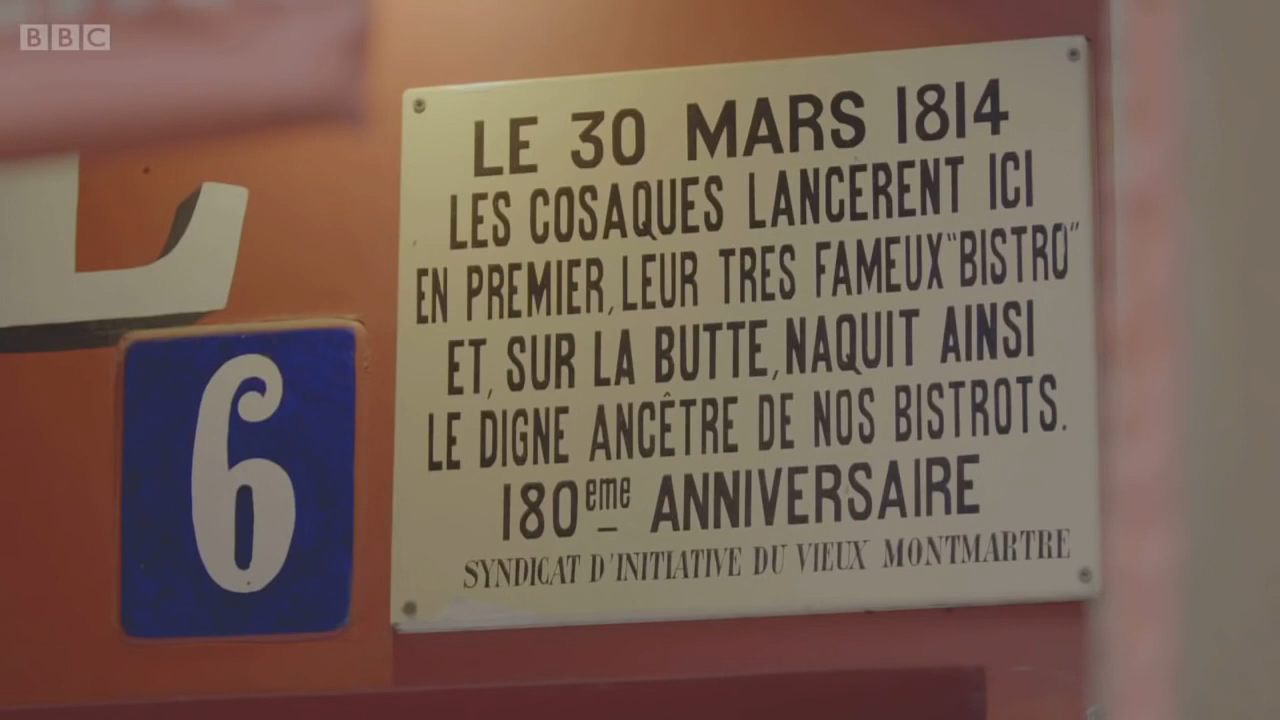 BBC
LE 30 MARS 1814
LES COSAQUES LANCÈRENT ICI
EN PREMIER, LEUR TRES FAMEUX "BISTRO"
ET, SUR LA BUTTE, NAQUIT AINSI
LE DIGNE ANCÊTRE DE NOS BISTROTS.
180eme ANNIVERSAIRE
SYNDICAT D'INITIATIVE DU VIEUX MONTMARTRE
6